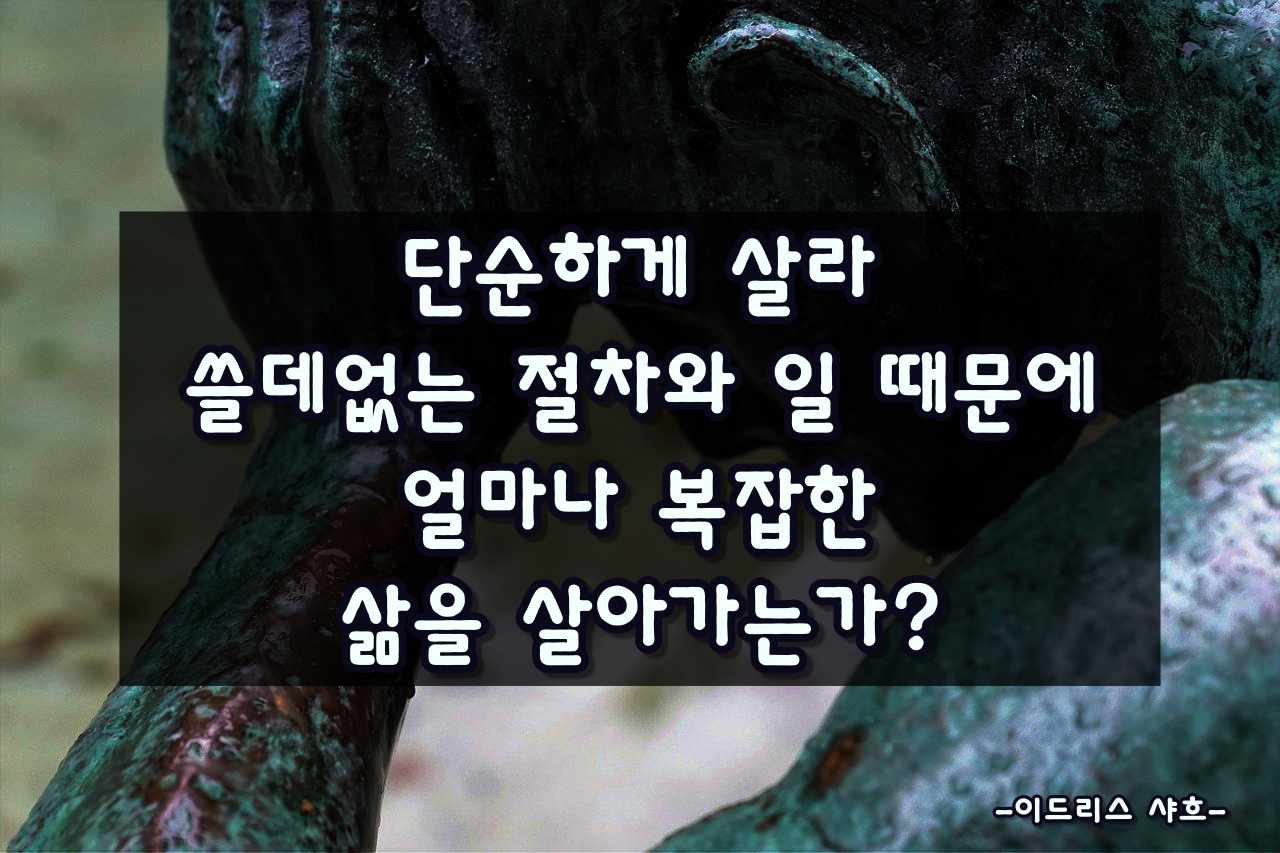 단순하게 살라
쓸데없는 절차와 일 때문에
얼마나 복잡한
삶을 살아가는가?
-이드리스 샤흐-